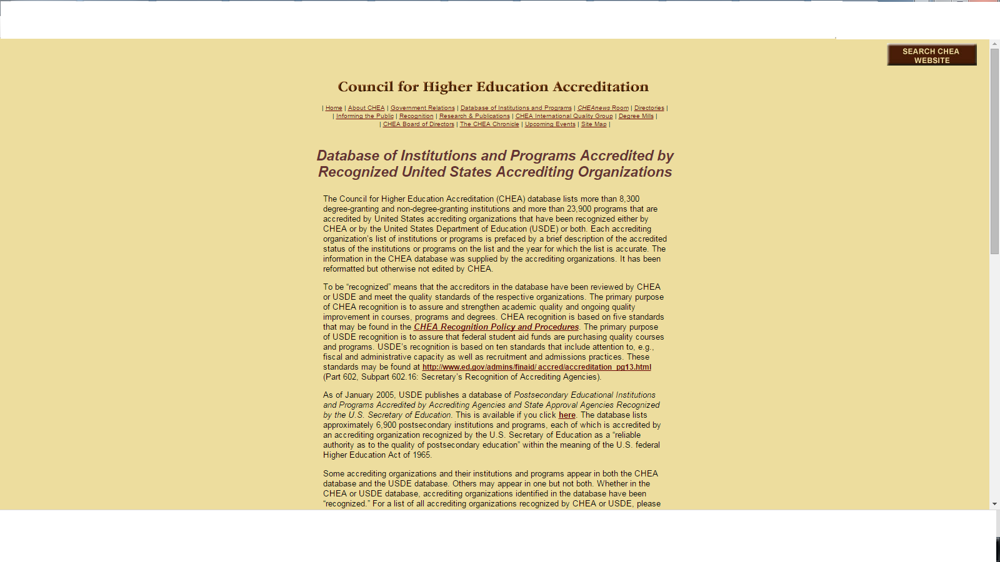 SEARCH CHEA
WEBSITE
Council for Higher Education Accreditation
| Home | About CHEA | Government Relations | Database of Institutions and Programs | CHEAnews Room | Directories |
| Informing the Public | Recognition | Research & Publications | CHEA International Quality Group | Degree Mills |
| CHEA Board of Directors | The CHEA Chronicle | Upcoming Events | Site Map |
Database of Institutions and Programs Accredited by
Recognized United States Accrediting Organizations
The Council for Higher Education Accreditation (CHEA) database lists more than 8,300
degree-granting and non-degree-granting institutions and more than 23,900 programs that are
accredited by United States accrediting organizations that have been recognized either by
CHEA or by the United States Department of Education (USDE) or both. Each accrediting
organization’s list of institutions or programs is prefaced by a brief description of the accredited
status of the institutions or programs on the list and the year for which the list is accurate. The
information in the CHEA database was supplied by the accrediting organizations. It has been
reformatted but otherwise not edited by CHEA.
To be “recognized” means that the accreditors in the database have been reviewed by CHEA
or USDE and meet the quality standards of the respective organizations. The primary purpose
of CHEA recognition is to assure and strengthen academic quality and ongoing quality
improvement in courses, programs and degrees. CHEA recognition is based on five standards
that may be found in the CHEA Recognition Policy and Procedures. The primary purpose
of USDE recognition is to assure that federal student aid funds are purchasing quality courses
and programs. USDE’s recognition is based on ten standards that include attention to, e.g.,
fiscal and administrative capacity as well as recruitment and admissions practices. These
standards may be found at http://www.ed.gov/admins/finaid/ accred/accreditation_pg13.html
(Part 602, Subpart 602.16: Secretary’s Recognition of Accrediting Agencies).
As of January 2005, USDE publishes a database of Postsecondary Educational Institutions
and Programs Accredited by Accrediting Agencies and State Approval Agencies Recognized
by the U.S. Secretary of Education. This is available if you click here. The database lists
approximately 6,900 postsecondary institutions and programs, each of which is accredited by
an accrediting organization recognized by the U.S. Secretary of Education as a “reliable
authority as to the quality of postsecondary education” within the meaning of the U.S. federal
Higher Education Act of 1965.
Some accrediting organizations and their institutions and programs appear in both the CHEA
database and the USDE database. Others may appear in one but not both. Whether in the
CHEA or USDE database, accrediting organizations identified in the database have been
“recognized.” For a list of all accrediting organizations recognized by CHEA or USDE, please